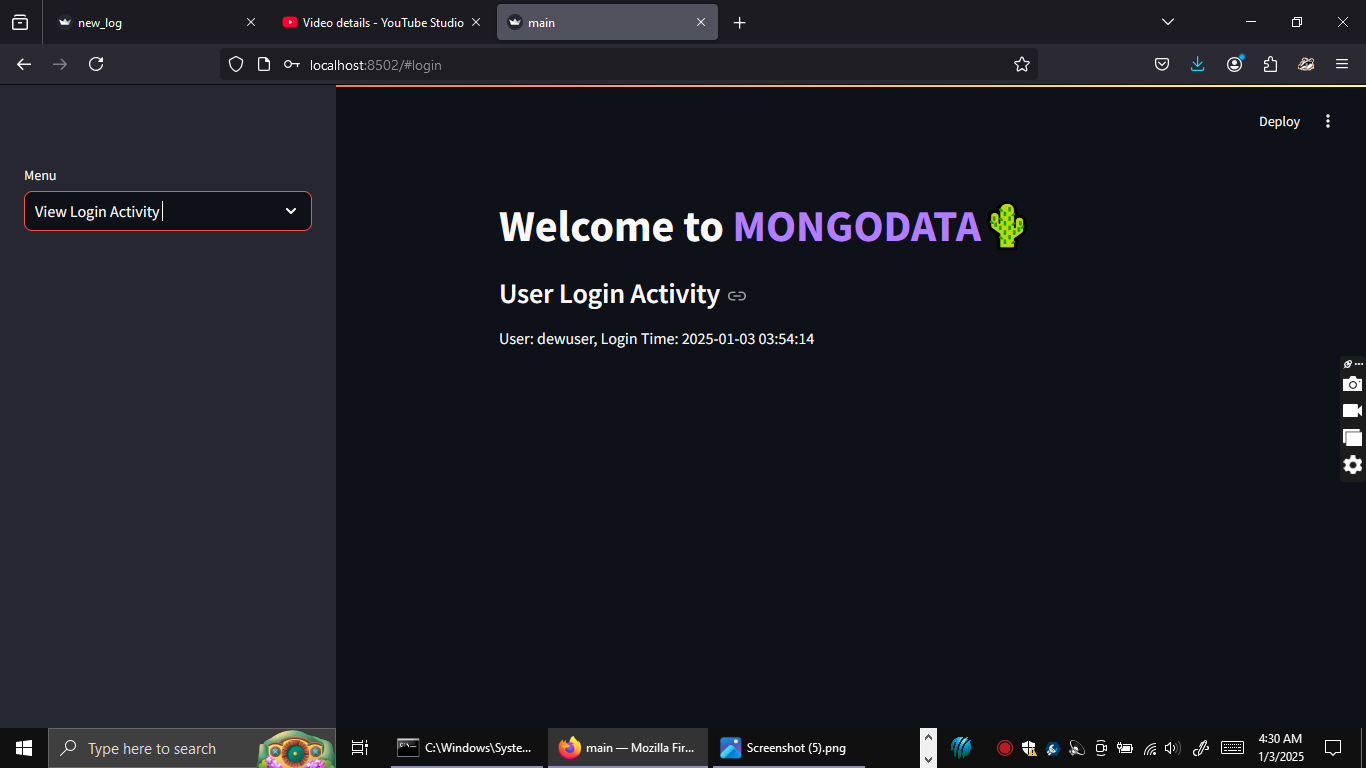 new_log
Video details - YouTube Studio
main
localhost:8502/#login
Deploy
Menu
View Login Activity
Welcome to MONGODATA
User Login Activity
User: dewuser, Login Time: 2025-01-03 03:54:14
Type here to search
C:\Windows\Syste...
main — Mozilla Fir...
Screenshot (5).png
4:30 AM
1/3/2025